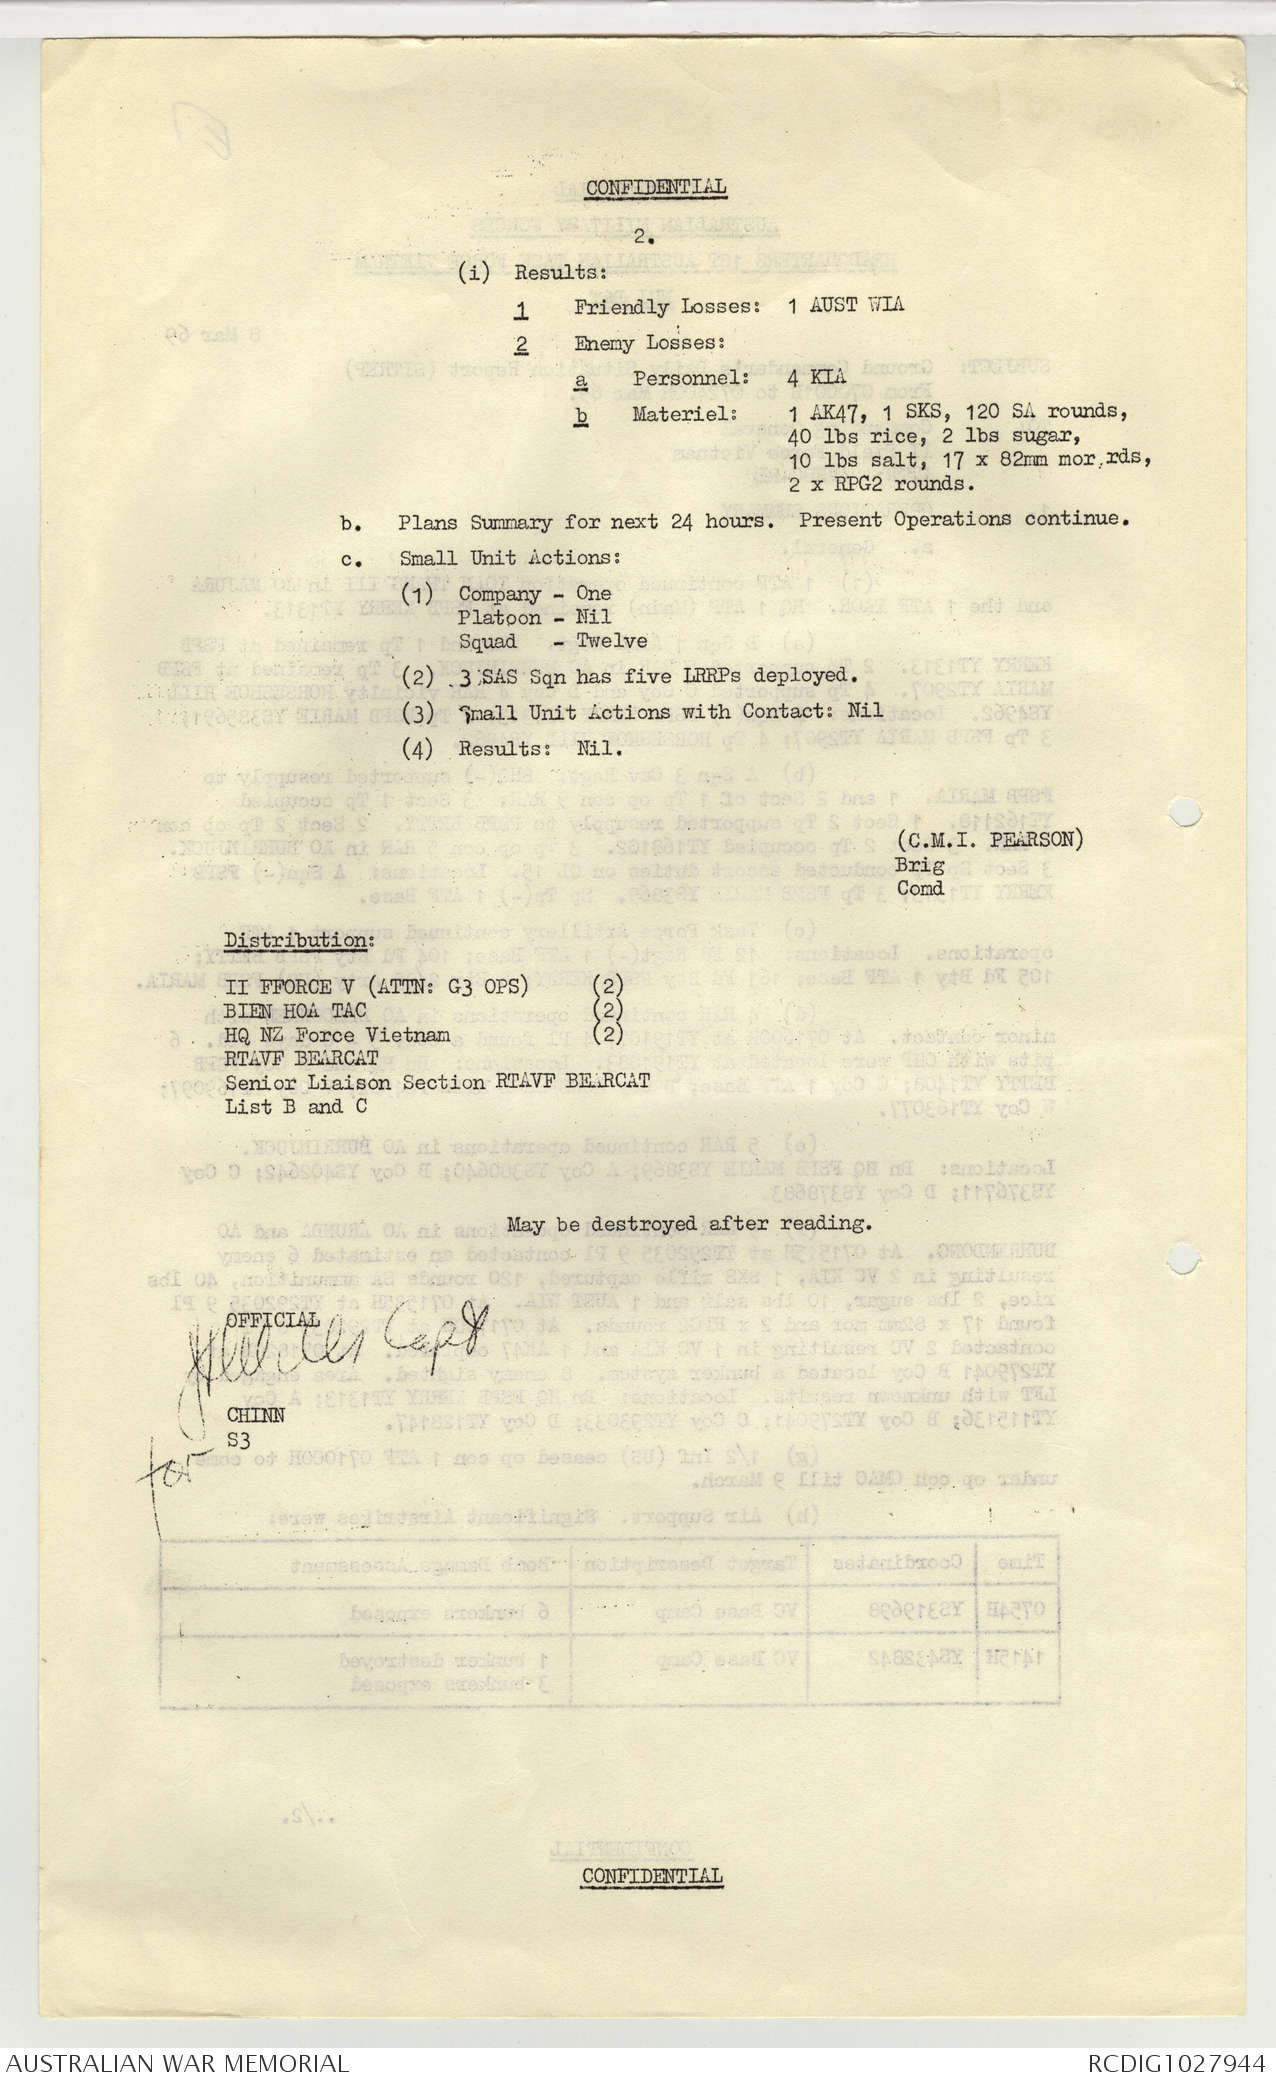 CONFIDENTIAL
2.
(i) Results:
1 Friendly Losses: 1 AUST WIA
2 Enemy Losses:
a Personnel: 4 KIA
b Materiel: 1 AK47, 1 SKS, 120 SA rounds,
40 lbs rice, 2 lbs sugar,
10 lbs salt, 17 x 82mm mor rds,
2 x RPG2 rounds.
b. Plans Summary for next 24 hours. Present Operations continue.
c. Small Unit Actions:
(1) Company - One
Platoon - Nil
Squad - Twelve
(2) 3 SAS Sqn has five LRRPs deployed.
(3) Small Unit Actions with Contact: Nil
(4) Results: Nil.
(C.M.I. PEARSON)
Brig
Comd
Distribution:
II FFORCE V (ATTN: G3 OPS) (2)
BIEN HOA TAC (2)
HQ NZ Force Vietnam (2)
RTAVF BEARCAT
Senior Liaison Section RTAVF BEARCAT
List B and C
May be destroyed after reading.
OFFICIAL
Capt
CHINN
S3
for
CONFIDENTIAL
AUSTRALIAN WAR MEMORIAL
RCDIG1027944